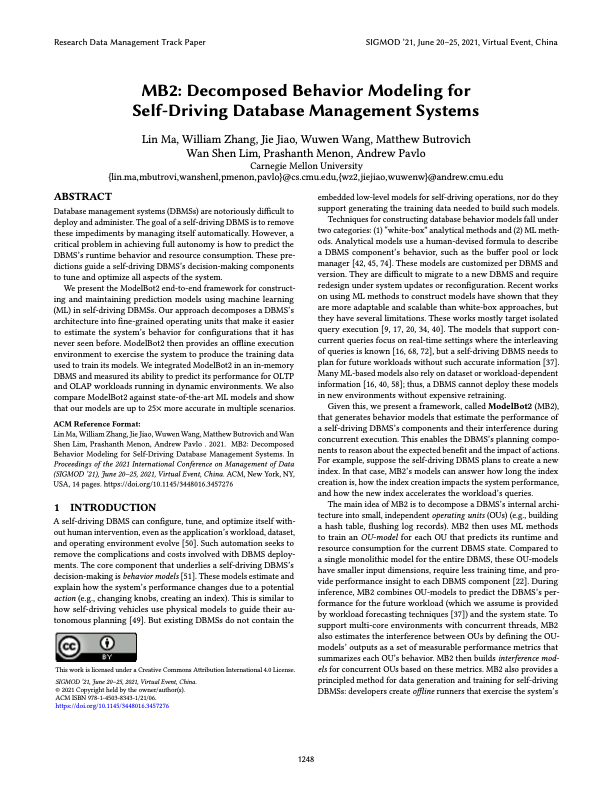 Research Data Management Track Paper
SIGMOD ’21, June 20–25, 2021, Virtual Event, China
MB2: Decomposed Behavior Modeling for
Self-Driving Database Management Systems
Lin Ma, William Zhang, Jie Jiao, Wuwen Wang, Matthew Butrovich
Wan Shen Lim, Prashanth Menon, Andrew Pavlo
Carnegie Mellon University
{lin.ma,mbutrovi,wanshenl,pmenon,pavlo}@cs.cmu.edu,{wz2,jiejiao,wuwenw}@andrew.cmu.edu
ABSTRACT
Database management systems (DBMSs) are notoriously difficult to
deploy and administer. The goal of a self-driving DBMS is to remove
these impediments by managing itself automatically. However, a
critical problem in achieving full autonomy is how to predict the
DBMS’s runtime behavior and resource consumption. These pre-
dictions guide a self-driving DBMS’s decision-making components
to tune and optimize all aspects of the system.
We present the ModelBot2 end-to-end framework for construct-
ing and maintaining prediction models using machine learning
(ML) in self-driving DBMSs. Our approach decomposes a DBMS’s
architecture into fine-grained operating units that make it easier
to estimate the system’s behavior for configurations that it has
never seen before. ModelBot2 then provides an offline execution
environment to exercise the system to produce the training data
used to train its models. We integrated ModelBot2 in an in-memory
DBMS and measured its ability to predict its performance for OLTP
and OLAP workloads running in dynamic environments. We also
compare ModelBot2 against state-of-the-art ML models and show
that our models are up to 25× more accurate in multiple scenarios.
ACM Reference Format:
Lin Ma, William Zhang, Jie Jiao, Wuwen Wang, Matthew Butrovich and Wan
Shen Lim, Prashanth Menon, Andrew Pavlo . 2021. MB2: Decomposed
Behavior Modeling for Self-Driving Database Management Systems. In
Proceedings of the 2021 International Conference on Management of Data
(SIGMOD ’21), June 20–25, 2021, Virtual Event, China. ACM, New York, NY,
USA, 14 pages. https://doi.org/10.1145/3448016.3457276
1 INTRODUCTION
A self-driving DBMS can configure, tune, and optimize itself with-
out human intervention, even as the application’s workload, dataset,
and operating environment evolve [50]. Such automation seeks to
remove the complications and costs involved with DBMS deploy-
ments. The core component that underlies a self-driving DBMS’s
decision-making is behavior models [51]. These models estimate and
explain how the system’s performance changes due to a potential
action (e.g., changing knobs, creating an index). This is similar to
how self-driving vehicles use physical models to guide their au-
tonomous planning [49]. But existing DBMSs do not contain the
cc
BY
This work is licensed under a Creative Commons Attribution International 4.0 License.
SIGMOD ’21, June 20–25, 2021, Virtual Event, China.
© 2021 Copyright held by the owner/author(s).
ACM ISBN 978-1-4503-8343-1/21/06.
https://doi.org/10.1145/3448016.3457276
embedded low-level models for self-driving operations, nor do they
support generating the training data needed to build such models.
Techniques for constructing database behavior models fall under
two categories: (1) "white-box" analytical methods and (2) ML meth-
ods. Analytical models use a human-devised formula to describe
a DBMS component’s behavior, such as the buffer pool or lock
manager [42, 45, 74]. These models are customized per DBMS and
version. They are difficult to migrate to a new DBMS and require
redesign under system updates or reconfiguration. Recent works
on using ML methods to construct models have shown that they
are more adaptable and scalable than white-box approaches, but
they have several limitations. These works mostly target isolated
query execution [9, 17, 20, 34, 40]. The models that support con-
current queries focus on real-time settings where the interleaving
of queries is known [16, 68, 72], but a self-driving DBMS needs to
plan for future workloads without such accurate information [37].
Many ML-based models also rely on dataset or workload-dependent
information [16, 40, 58]; thus, a DBMS cannot deploy these models
in new environments without expensive retraining.
Given this, we present a framework, called ModelBot2 (MB2),
that generates behavior models that estimate the performance of
a self-driving DBMS’s components and their interference during
concurrent execution. This enables the DBMS’s planning compo-
nents to reason about the expected benefit and the impact of actions.
For example, suppose the self-driving DBMS plans to create a new
index. In that case, MB2’s models can answer how long the index
creation is, how the index creation impacts the system performance,
and how the new index accelerates the workload’s queries.
The main idea of MB2 is to decompose a DBMS’s internal archi-
tecture into small, independent operating units (OUs) (e.g., building
a hash table, flushing log records). MB2 then uses ML methods
to train an OU-model for each OU that predicts its runtime and
resource consumption for the current DBMS state. Compared to
a single monolithic model for the entire DBMS, these OU-models
have smaller input dimensions, require less training time, and pro-
vide performance insight to each DBMS component [22]. During
inference, MB2 combines OU-models to predict the DBMS’s per-
formance for the future workload (which we assume is provided
by workload forecasting techniques [37]) and the system state. To
support multi-core environments with concurrent threads, MB2
also estimates the interference between OUs by defining the OU-
models’ outputs as a set of measurable performance metrics that
summarizes each OU’s behavior. MB2 then builds interference mod-
els for concurrent OUs based on these metrics. MB2 also provides a
principled method for data generation and training for self-driving
DBMSs: developers create offline runners that exercise the system’s
1248